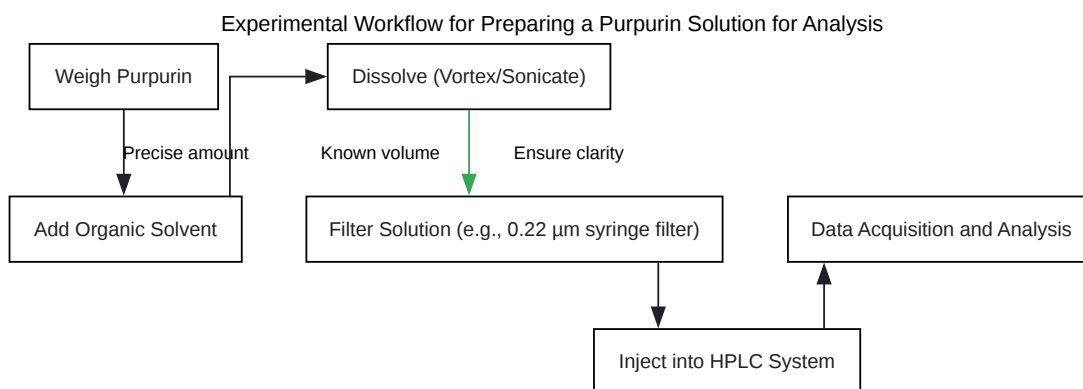 Experimental Workflow for Preparing a Purpurin Solution for Analysis
Weigh Purpurin
Dissolve (Vortex/Sonicate)
Precise amount
Known volume
Ensure clarity
Add Organic Solvent
Filter Solution (e.g., 0.22 µm syringe filter)
Data Acquisition and Analysis
Inject into HPLC System